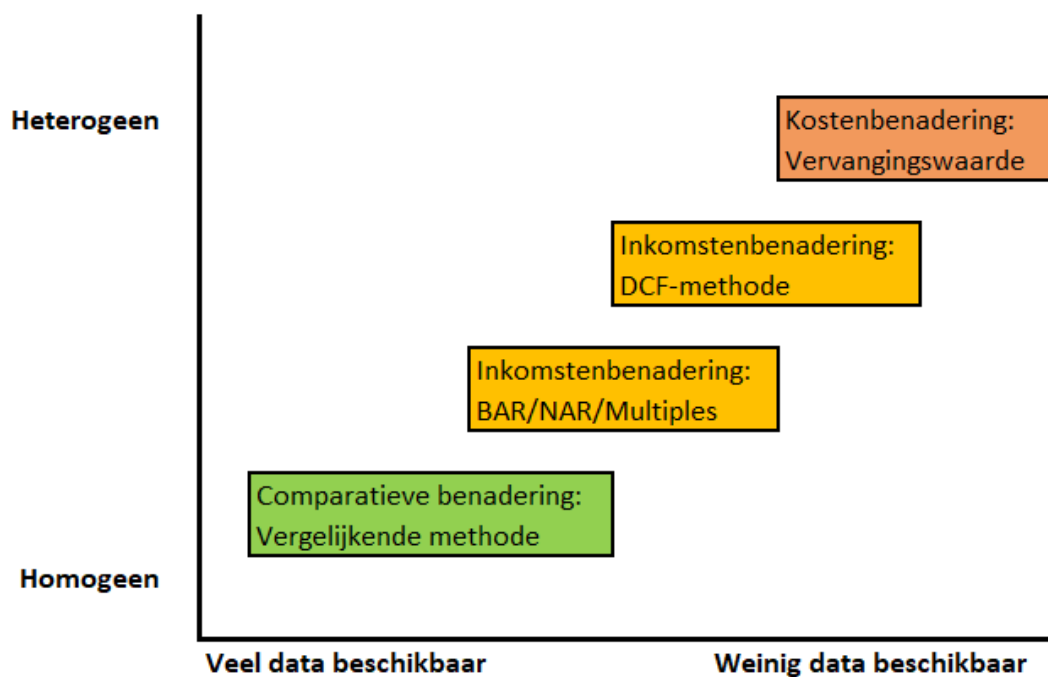 Heterogeen
Kostenbenadering:
Vervangingswaarde
Inkomstenbenadering:
DCF-methode
Inkomstenbenadering:
BAR/NAR/Multiples
Comparatieve benadering:
Vergelijkende methode
Homogeen
Veel data beschikbaar
Weinig data beschikbaar